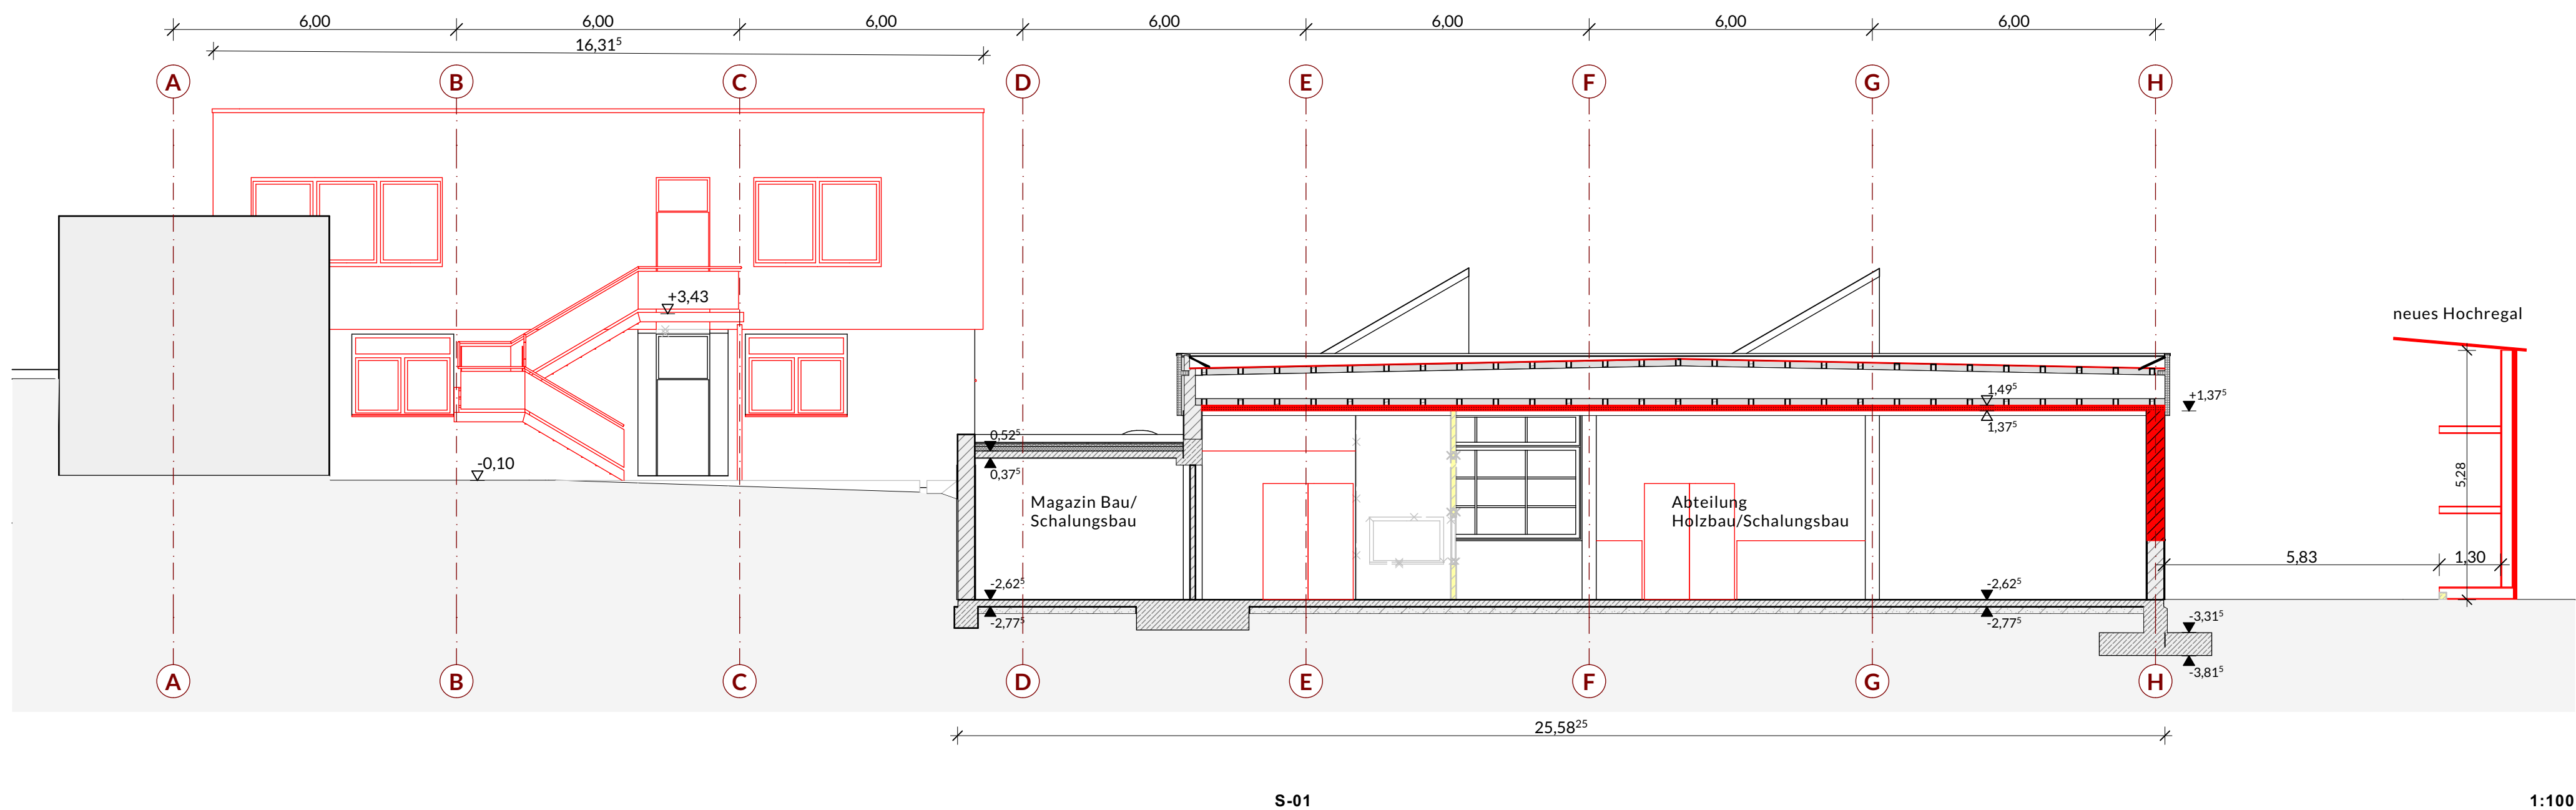 6,00 6,00 6,00 6,00 6,00 6,00 6,00
16,31⁵
A B C D E F G H
neues Hochregal
+3,43
1,49⁵
+1,37⁵
1,37⁵
0,52⁵
-0,10
0,37⁵
5,28
Magazin Bau/
Schalungsbau
Abteilung
Holzbau/Schalungsbau
5,83 1,30
-2,62⁵ -2,62⁵
-2,77⁵ -2,77⁵
-3,31⁵
-3,81⁵
A B C D E F G H
25,58²⁵
S-01 1:100